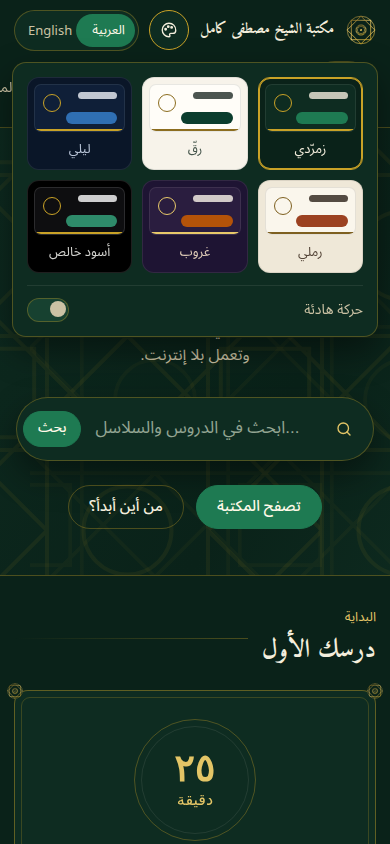 مكتبة الشيخ مصطفى كامل
العربية
English
زمرّدي
رقّ
ليلي
رملي
غروب
أسود خالص
حركة هادئة
وتعمل بلا إنترنت.
ابحث في الدروس والسلاسل...
بحث
تصفح المكتبة
من أين أبدأ؟
البداية
درسك الأول
٢٥
دقيقة